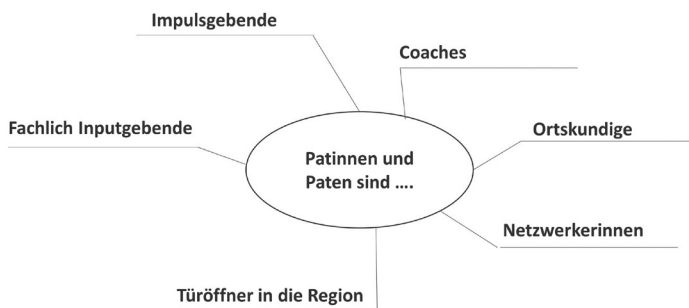 Impulsgebende
Coaches
Fachlich Inputgebende
Ortskundige
Patinnen und
Paten sind ....
Netzwerkerinnen
Türöffner in die Region